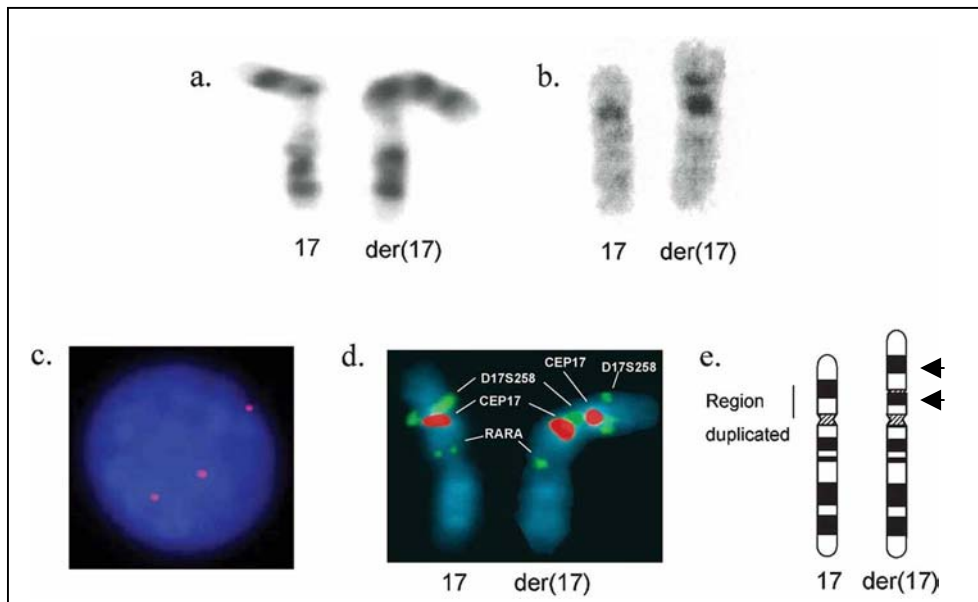 a.
b.
17 der(17)
17 der(17)
c.
d.
e.
CEP17
D17S258
D17S258
CEP17
RARA
Region
duplicated
17 der(17)
17 der(17)